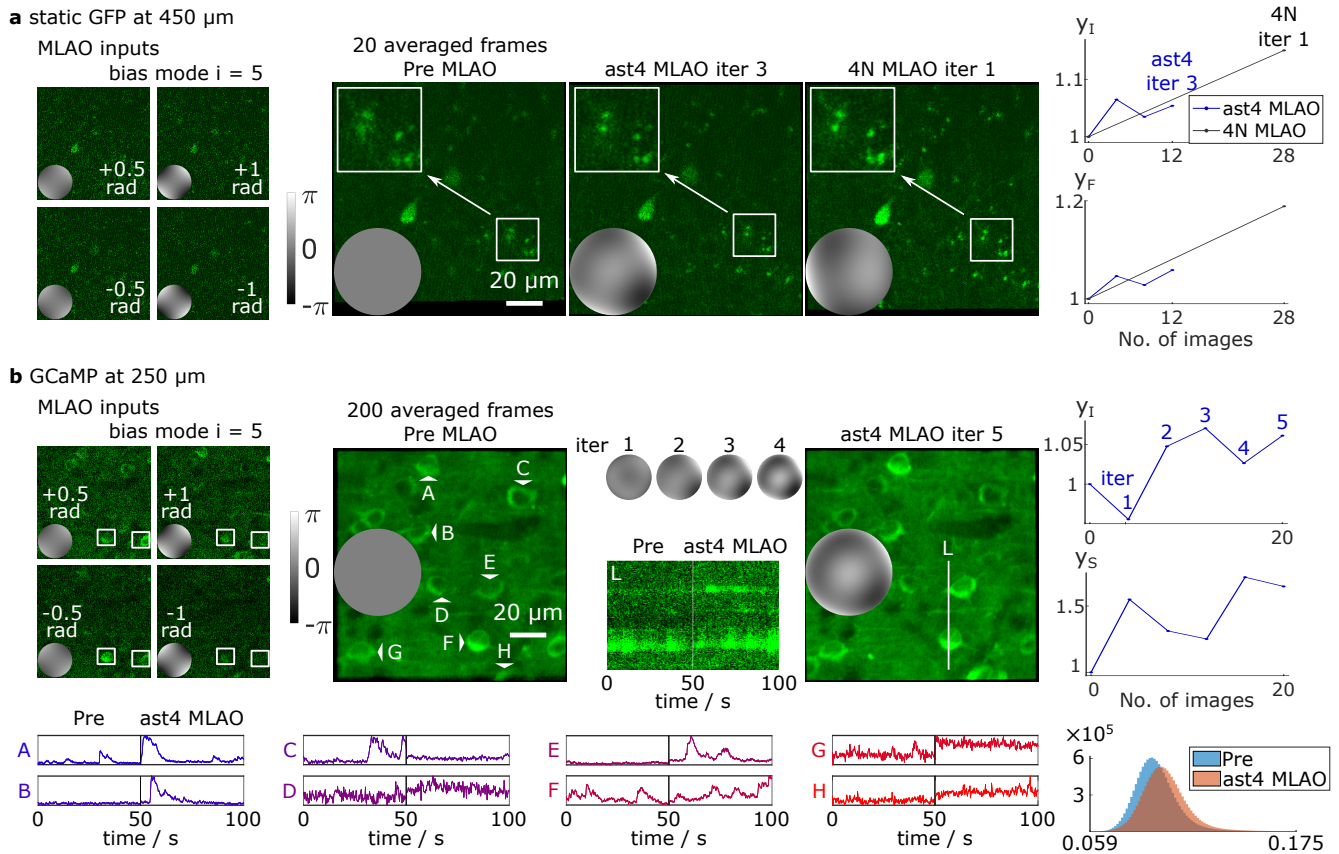 a static GFP at 450 µm
MLAO inputs
bias mode i = 5
+0.5 rad
+1 rad
-0.5 rad
-1 rad
π
0
-π
20 averaged frames
Pre MLAO
ast4 MLAO iter 3
4N MLAO iter 1
20 µm
y_I
4N
iter 1
1.1
ast4
iter 3
ast4 MLAO
4N MLAO
1
0 12 28
y_F
1.2
1
0 12 28
No. of images
b GCaMP at 250 µm
MLAO inputs
bias mode i = 5
+0.5 rad
+1 rad
-0.5 rad
-1 rad
π
0
-π
200 averaged frames
Pre MLAO
A
B
C
D
E
F
G
H
20 µm
iter 1 2 3 4
Pre ast4 MLAO
L
0 50 100
time / s
ast4 MLAO iter 5
L
y_I
1.05
1
iter
1
2
3
4
5
0 20
y_S
1.5
1
0 20
No. of images
Pre ast4 MLAO
A
B
0 50 100
time / s
C
D
0 50 100
time / s
E
F
0 50 100
time / s
G
H
0 50 100
time / s
×10⁵
6
3
Pre
ast4 MLAO
0.059 0.175